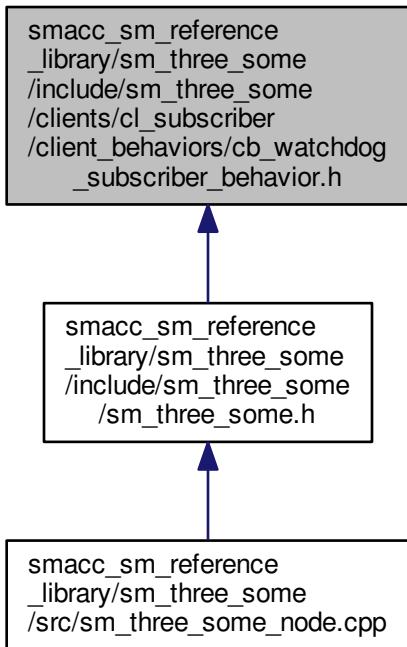 smacc_sm_reference
_library/sm_three_some
/include/sm_three_some
/clients/cl_subscriber
/client_behaviors/cb_watchdog
_subscriber_behavior.h
smacc_sm_reference
_library/sm_three_some
/include/sm_three_some
/sm_three_some.h
smacc_sm_reference
_library/sm_three_some
/src/sm_three_some_node.cpp